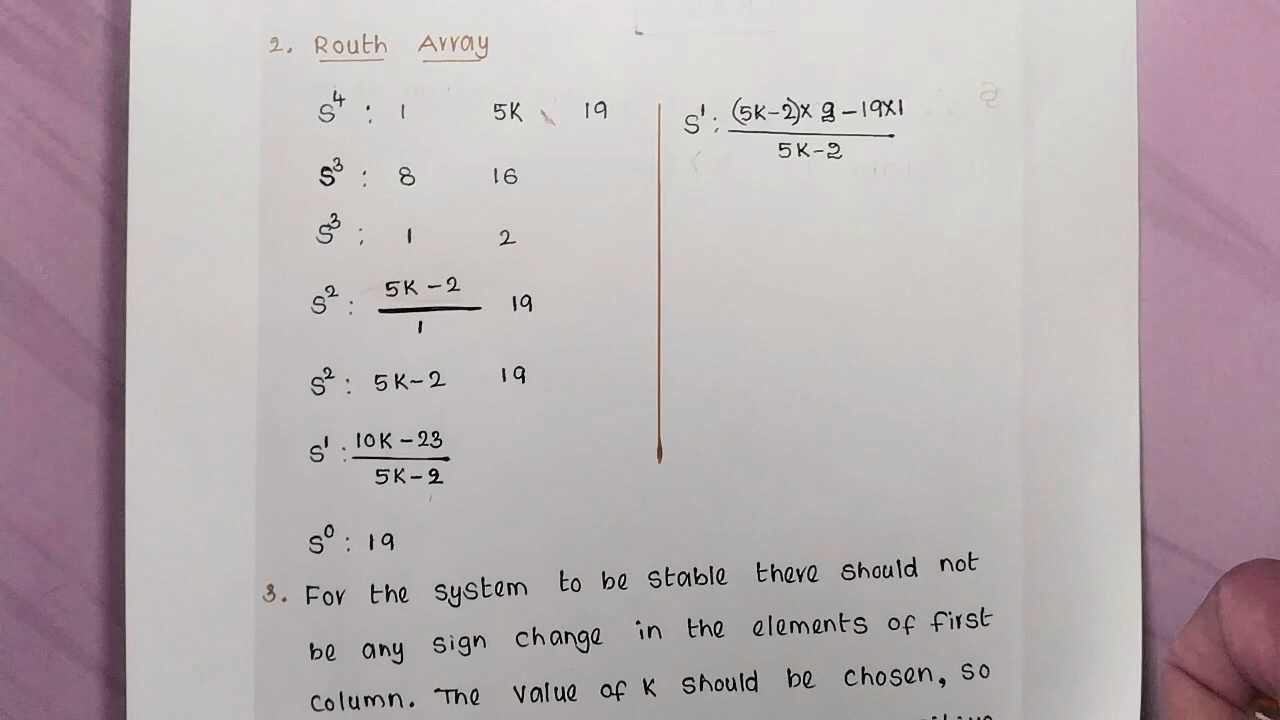 2. Routh Array
S⁴ : 1 5K 19
S³ : 8 16
S³ : 1 2
S² : 5K-2 / 1 19
S² : 5K-2 19
S¹ : 10K-23 / 5K-2
S⁰ : 19
S¹ : (5K-2)×2-19×1 / 5K-2
3. For the system to be stable there should not
be any sign change in the elements of first
column. The value of K should be chosen, so